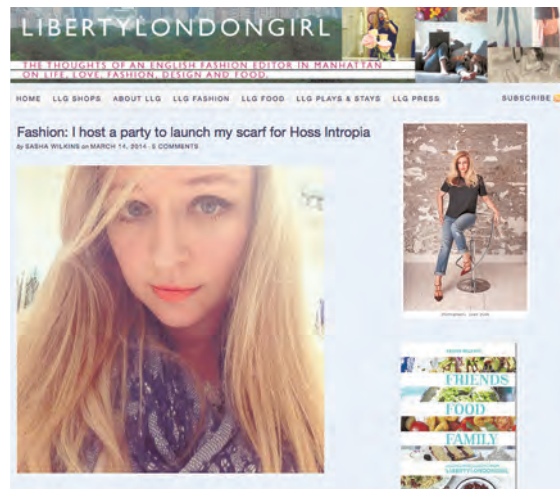 LIBERTYLONDONGIRL
THE THOUGHTS OF AN ENGLISH FASHION EDITOR IN MANHATTAN
ON LIFE, LOVE, FASHION, DESIGN AND FOOD.
HOME LLG SHOPS ABOUT LLG LLG FASHION LLG FOOD LLG PLAYS & STAYS LLG PRESS SUBSCRIBE
Fashion: I host a party to launch my scarf for Hoss Intropia
by SASHA WILKINS on MARCH 14, 2014 · 5 COMMENTS
FRIENDS
FOOD
FAMILY
LIBERTYLONDONGIRL